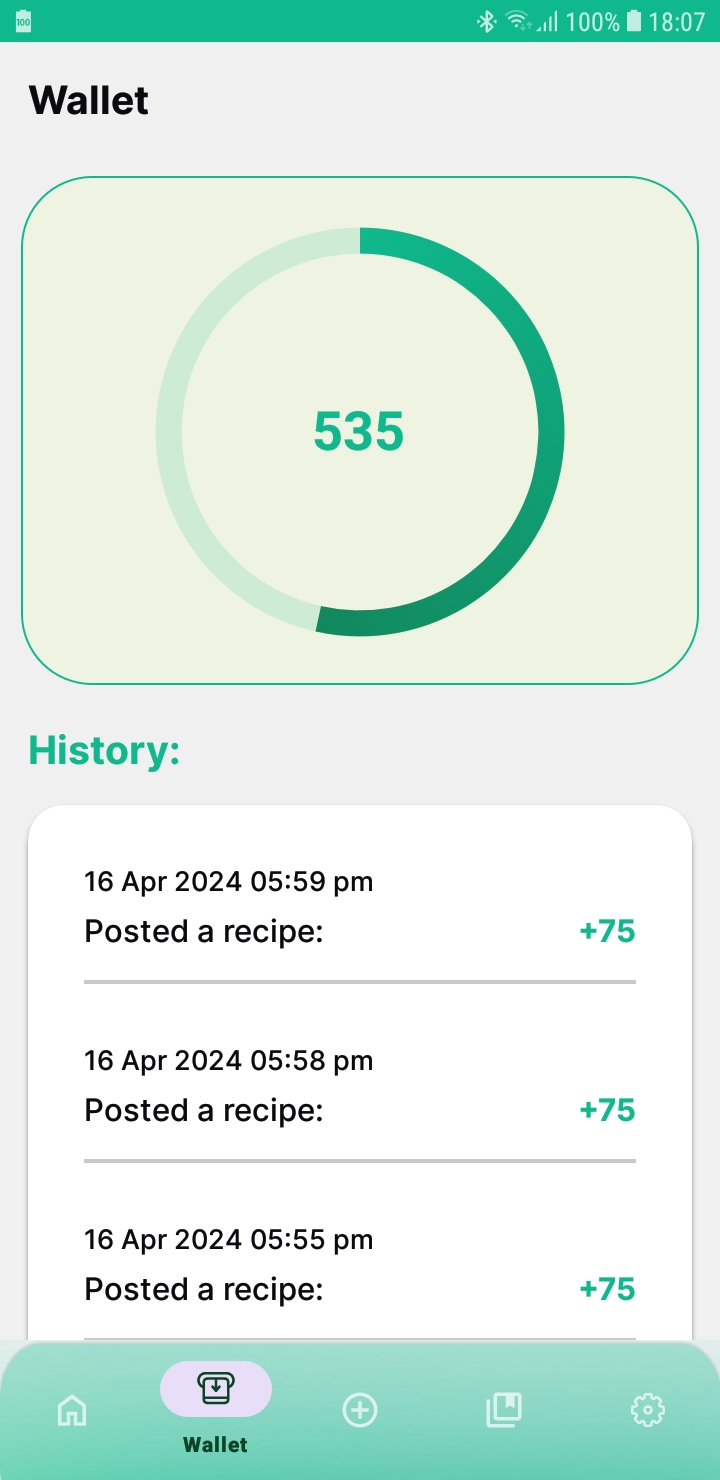 100 100% 18:07
Wallet
535
History:
16 Apr 2024 05:59 pm
Posted a recipe: +75
16 Apr 2024 05:58 pm
Posted a recipe: +75
16 Apr 2024 05:55 pm
Posted a recipe: +75
Wallet